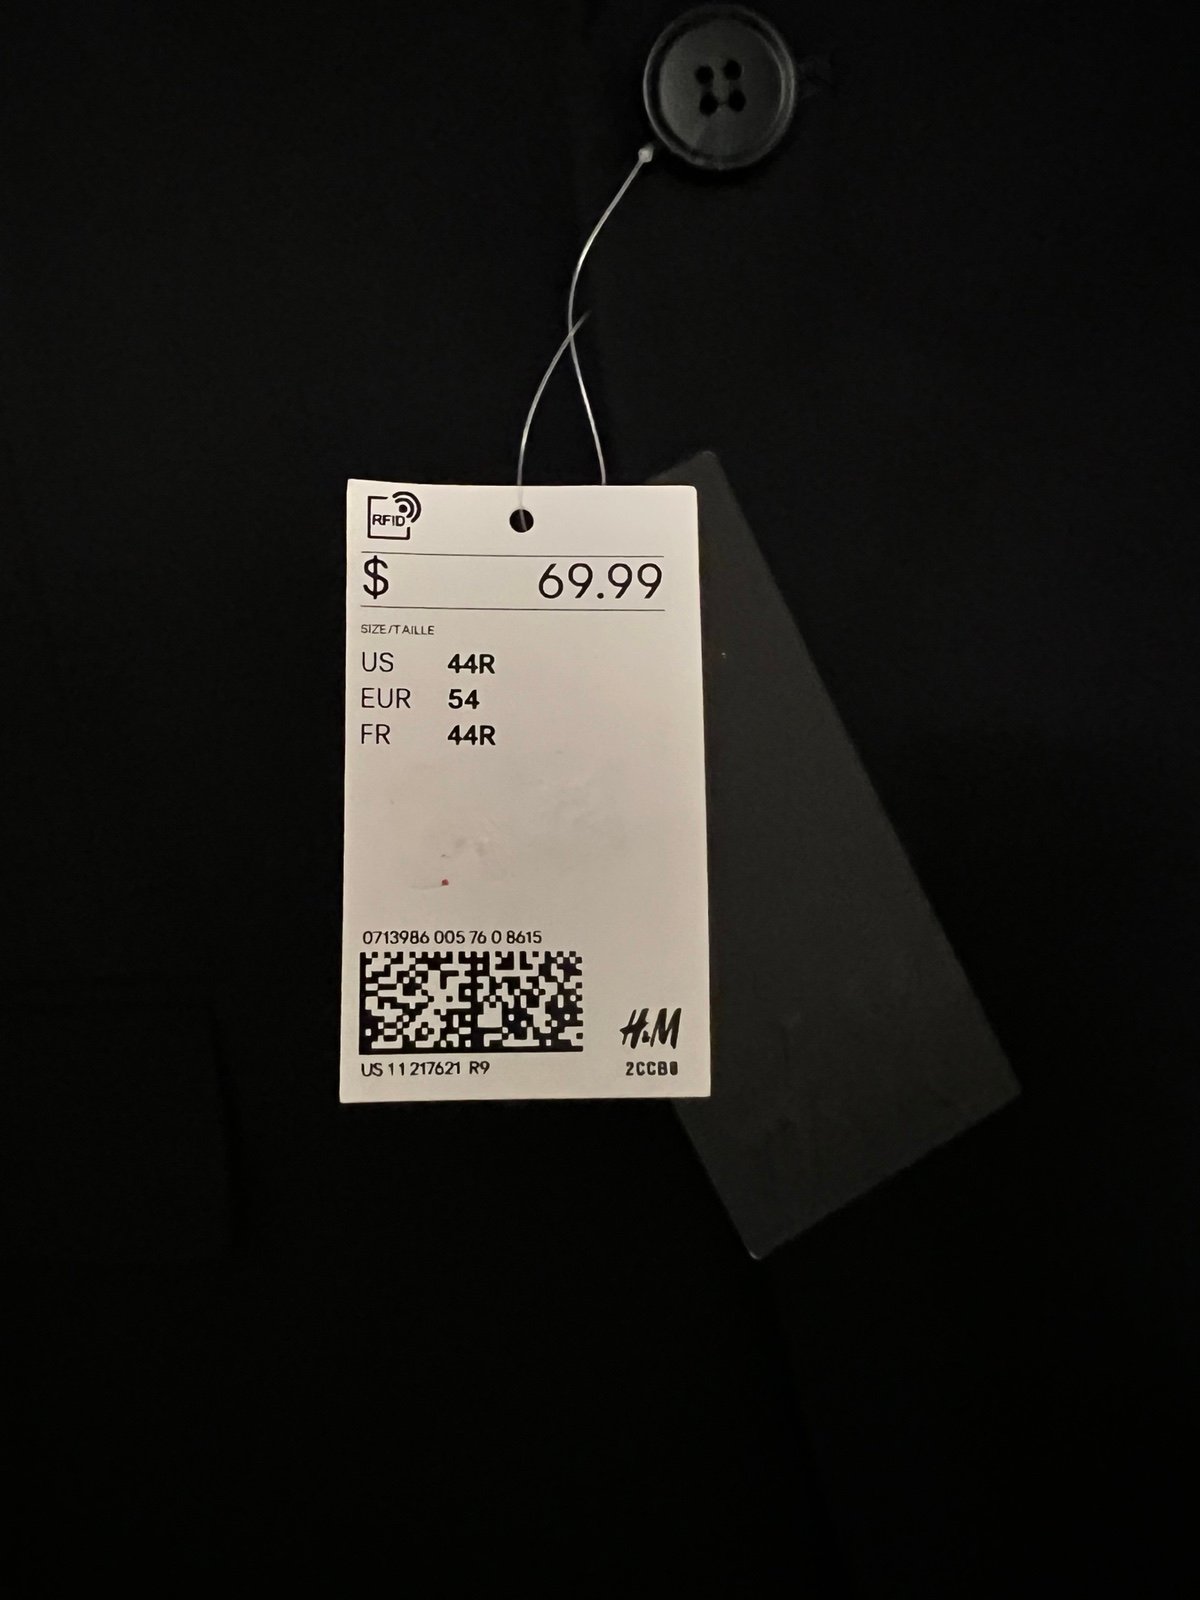 RFID
$ 69.99
SIZE/TAILLE
US 44R
EUR 54
FR 44R
0713986 005 76 0 8615
H&M
US 11 217621 R9
2CCB0